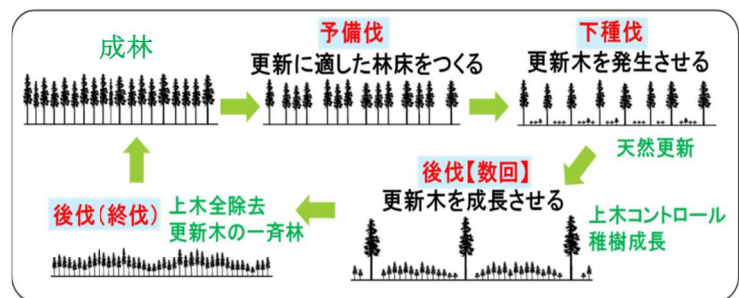 成林
予備伐
更新に適した林床をつくる
下種伐
更新木を発生させる
天然更新
後伐【数回】
更新木を成長させる
上木コントロール
稚樹成長
後伐(終伐)
上木全除去
更新木の一斉林